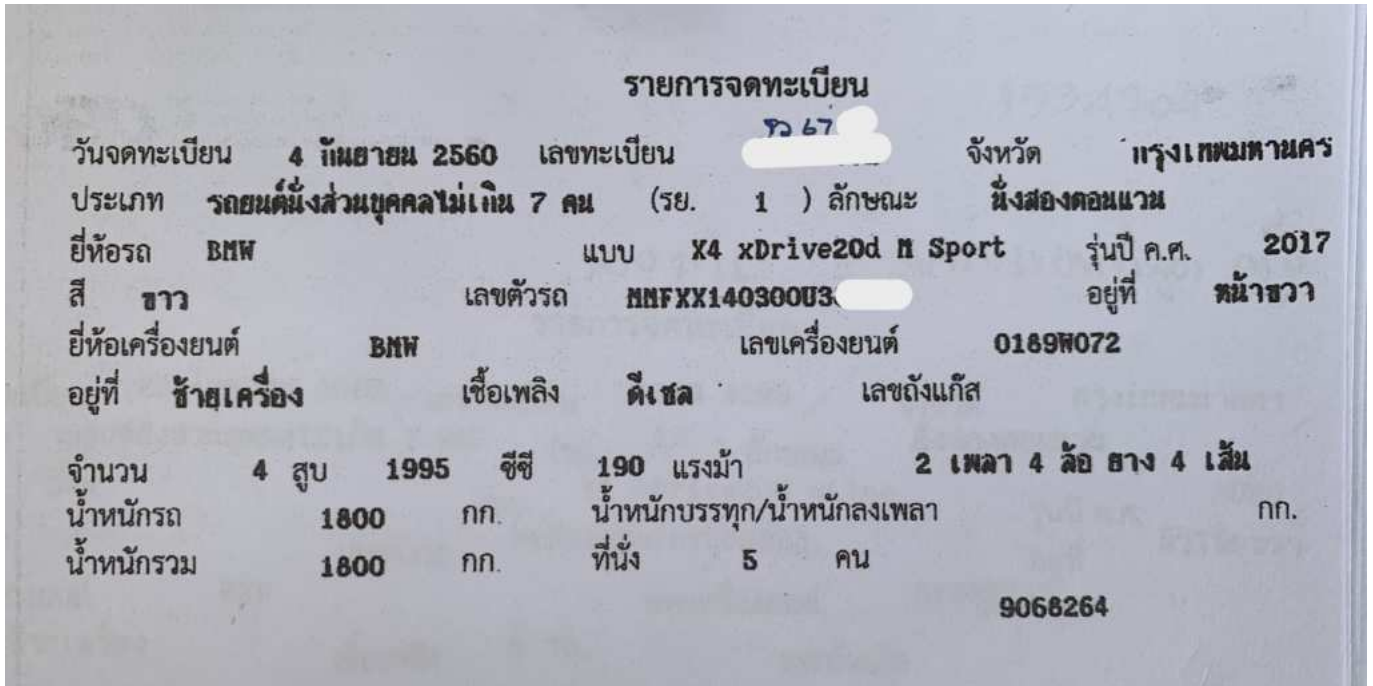 รายการจดทะเบียน
วันจดทะเบียน 4 กันยายน 2560 เลขทะเบียน 67 จังหวัด กรุงเทพมหานคร
ประเภท รถยนต์นั่งส่วนบุคคลไม่เกิน 7 คน (รย. 1 ) ลักษณะ นั่งสองตอนแวน
ยี่ห้อรถ BMW แบบ X4 xDrive20d M Sport รุ่นปี ค.ศ. 2017
สี ขาว เลขตัวรถ MMFXX140300U3 อยู่ที่ หน้าขวา
ยี่ห้อเครื่องยนต์ BMW เลขเครื่องยนต์ 0189W072
อยู่ที่ ซ้ายเครื่อง เชื้อเพลิง ดีเซล เลขถังแก๊ส
จำนวน 4 สูบ 1995 ซีซี 190 แรงม้า 2 เพลา 4 ล้อ ยาง 4 เส้น
น้ำหนักรถ 1800 กก. น้ำหนักบรรทุก/น้ำหนักลงเพลา กก.
น้ำหนักรวม 1800 กก. ที่นั่ง 5 คน
9068264